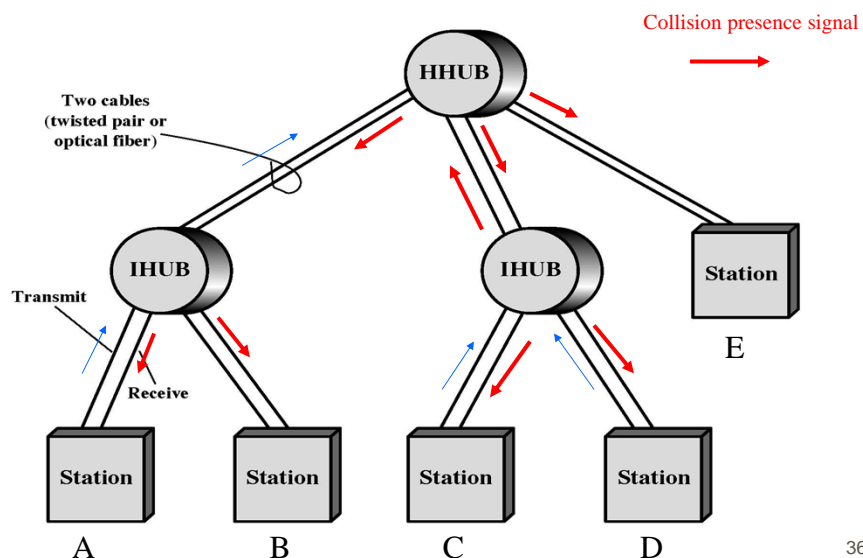 Collision presence signal
HHUB
Two cables
(twisted pair or
optical fiber)
IHUB
IHUB
Station
Transmit
E
Receive
Station
Station
Station
Station
A
B
C
D
36